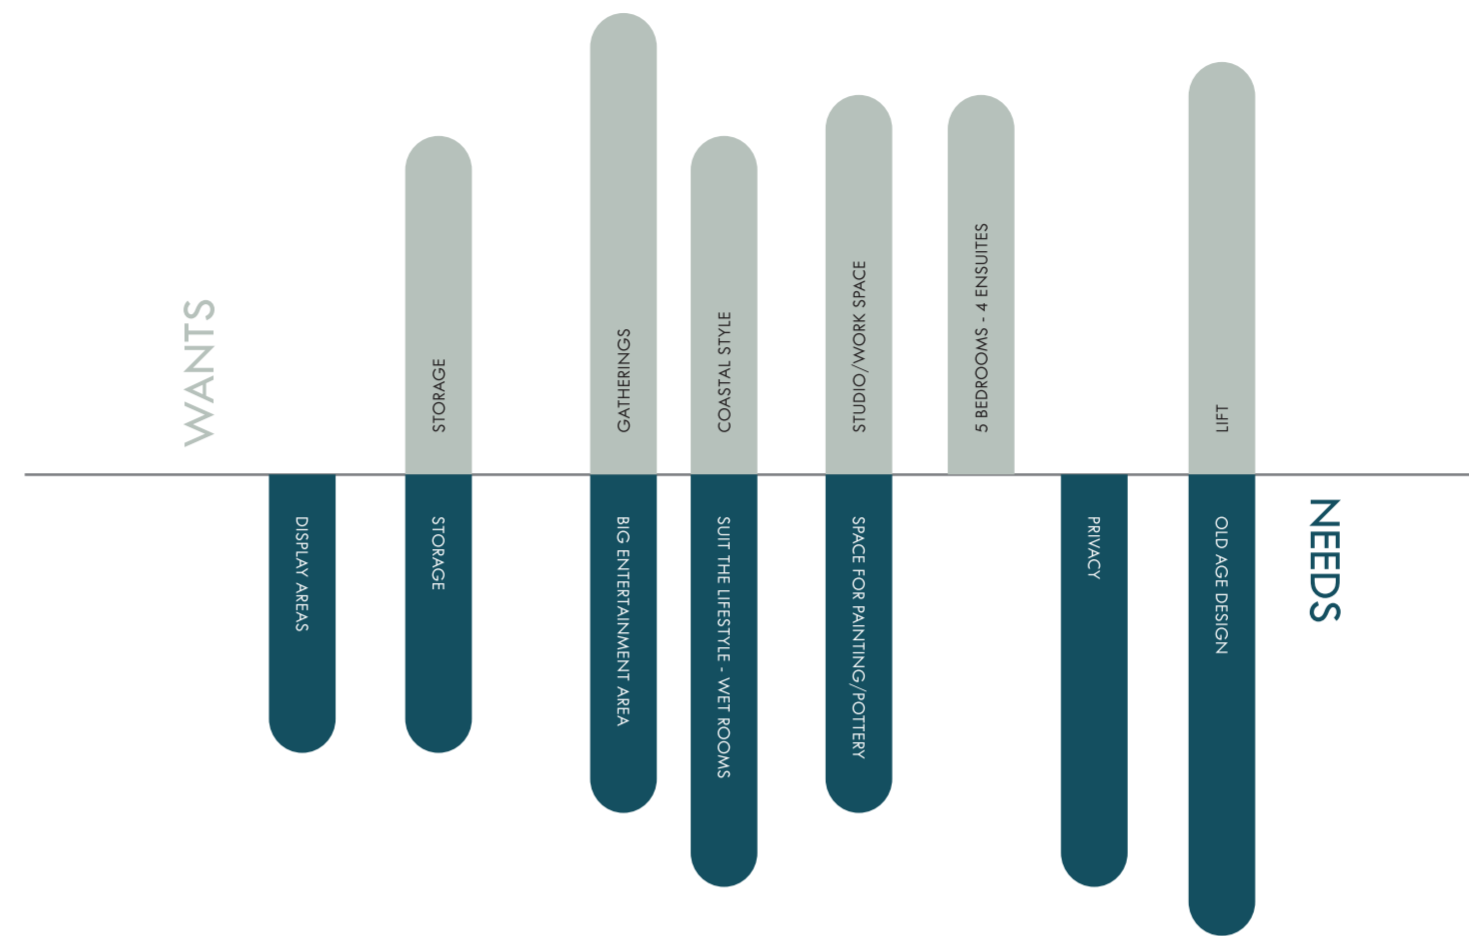 WANTS
STORAGE
GATHERINGS
COASTAL STYLE
STUDIO/WORK SPACE
5 BEDROOMS - 4 ENSUITES
LIFT
DISPLAY AREAS
STORAGE
BIG ENTERTAINMENT AREA
SUIT THE LIFESTYLE - WET ROOMS
SPACE FOR PAINTING/POTTERY
PRIVACY
OLD AGE DESIGN
NEEDS